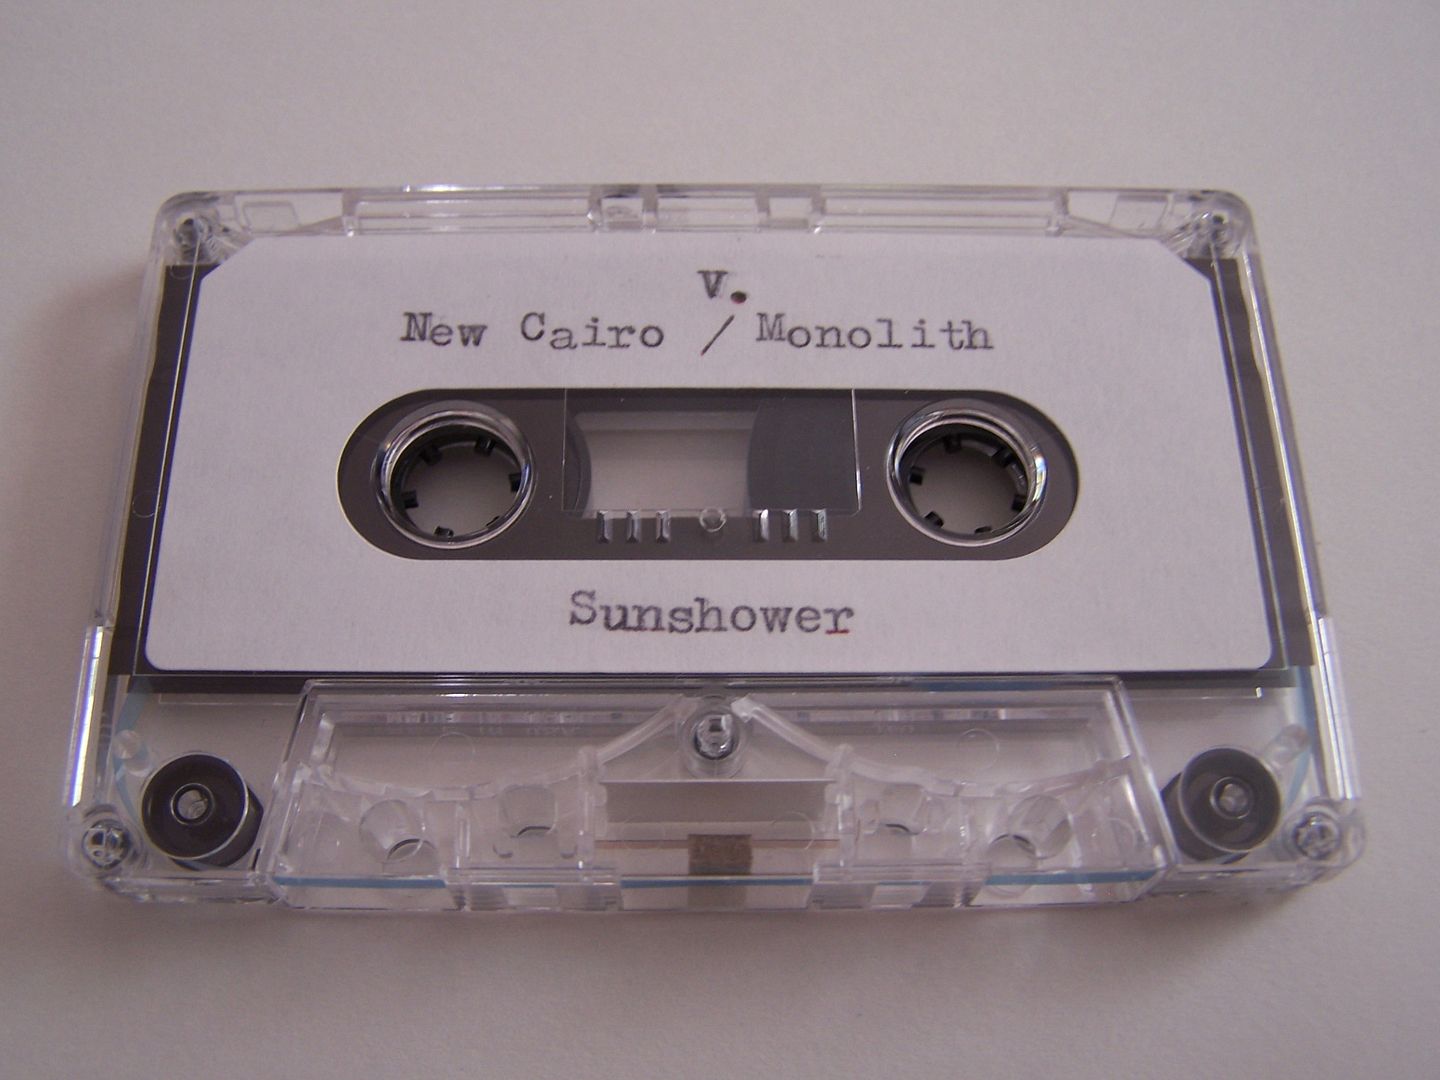 v.
New Cairo / Monolith
Sunshower